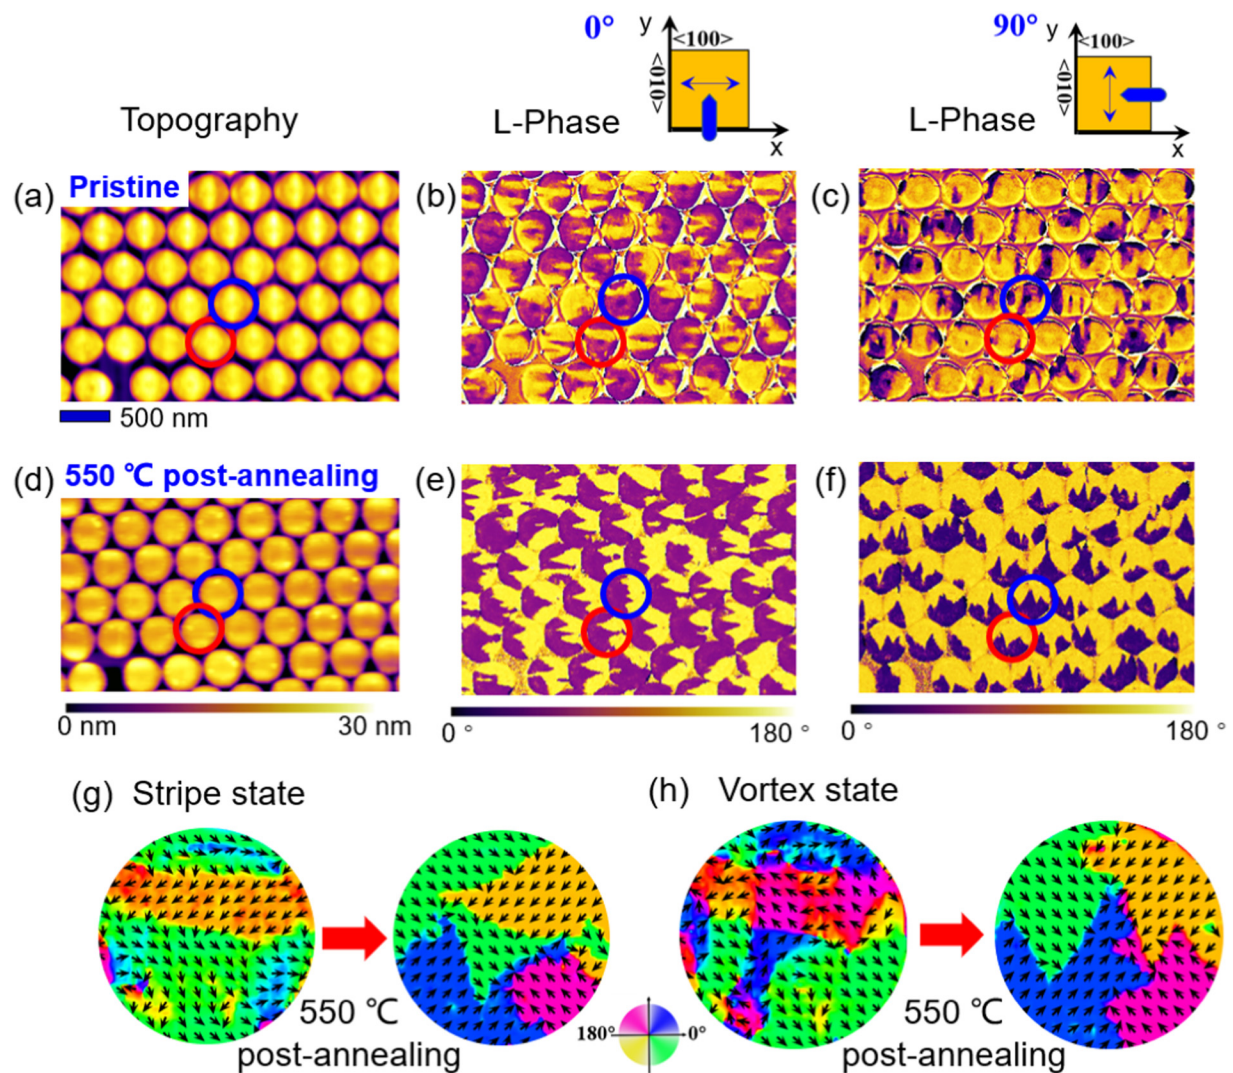 0° y <100> <010> x
90° y <100> <010> x
Topography L-Phase L-Phase
(a) Pristine (b) (c)
500 nm
(d) 550 ℃ post-annealing (e) (f)
0 nm 30 nm 0 ° 180 ° 0 ° 180 °
(g) Stripe state (h) Vortex state
550 ℃
post-annealing
180° 0°
550 ℃
post-annealing